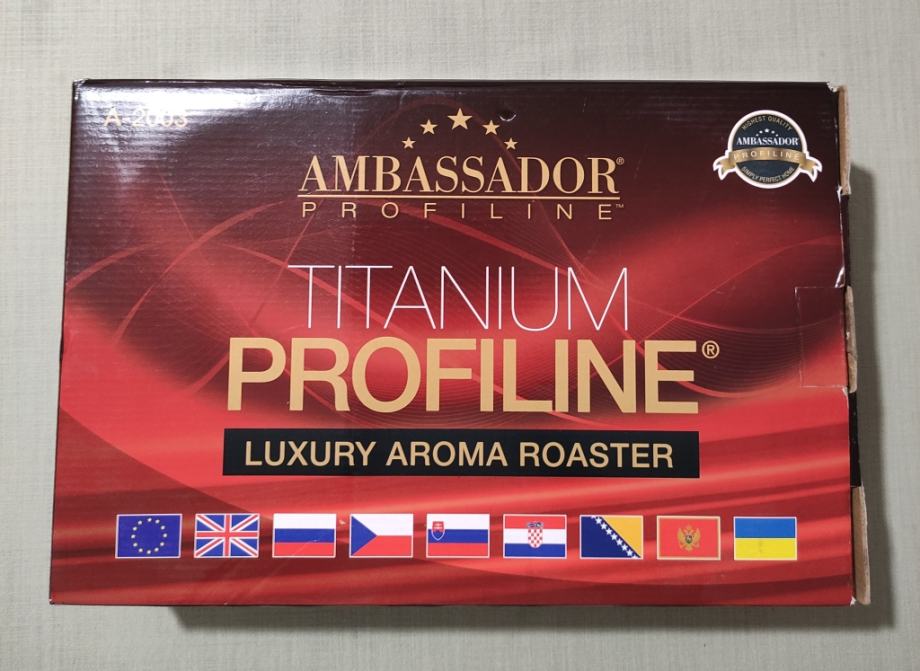 A-2003
AMBASSADOR®
PROFILINE™
HIGHEST QUALITY
AMBASSADOR
PROFILINE
SIMPLY PERFECT HOME
TITANIUM
PROFILINE®
LUXURY AROMA ROASTER